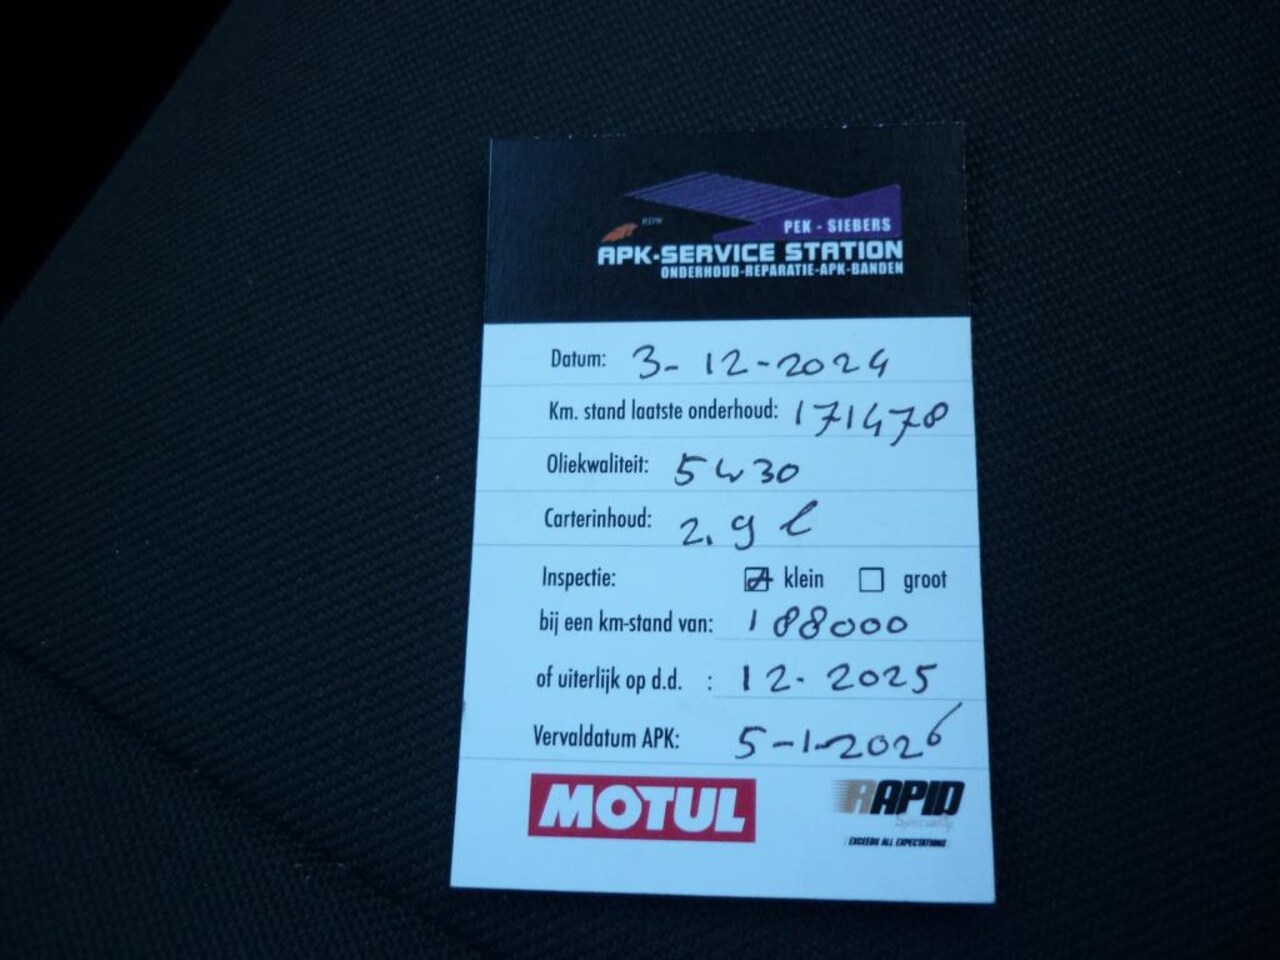 RDW
PEK - SIEBERS
APK-SERVICE STATION
ONDERHOUD-REPARATIE-APK-BANDEN
Datum: 3-12-2024
Km. stand laatste onderhoud: 171478
Oliekwaliteit: 5w30
Carterinhoud: 2.9 l
Inspectie: klein groot
bij een km-stand van: 188000
of uiterlijk op d.d. : 12-2025
Vervaldatum APK: 5-1-2026
MOTUL
RAPID
Specialty
EXCEEDS ALL EXPECTATIONS